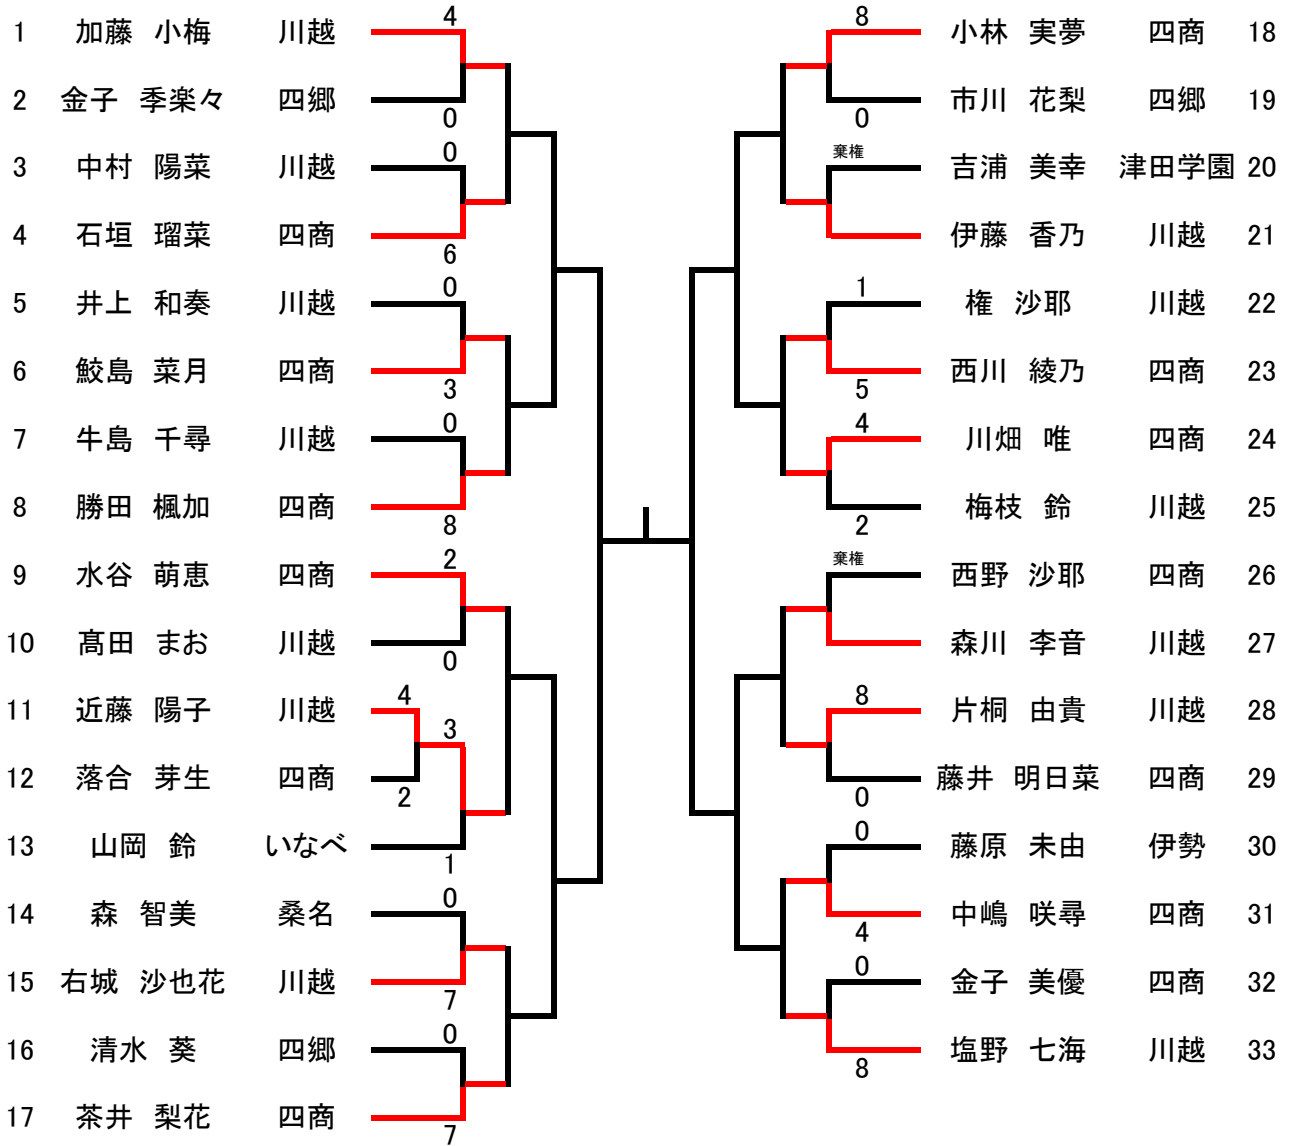 1 加藤 小梅 川越 4 8 小林 実夢 四商 18
2 金子 季楽々 四郷 0 0 市川 花梨 四郷 19
3 中村 陽菜 川越 0 棄権 吉浦 美幸 津田学園 20
4 石垣 瑠菜 四商 6 伊藤 香乃 川越 21
5 井上 和奏 川越 0 1 権 沙耶 川越 22
6 鮫島 菜月 四商 3 5 西川 綾乃 四商 23
7 牛島 千尋 川越 0 4 川畑 唯 四商 24
8 勝田 楓加 四商 8 2 梅枝 鈴 川越 25
9 水谷 萌恵 四商 2 棄権 西野 沙耶 四商 26
10 髙田 まお 川越 0 森川 李音 川越 27
11 近藤 陽子 川越 4 3 8 片桐 由貴 川越 28
12 落合 芽生 四商 2 0 藤井 明日菜 四商 29
13 山岡 鈴 いなべ 1 0 藤原 未由 伊勢 30
14 森 智美 桑名 0 4 中嶋 咲尋 四商 31
15 右城 沙也花 川越 7 0 金子 美優 四商 32
16 清水 葵 四郷 0 8 塩野 七海 川越 33
17 茶井 梨花 四商 7